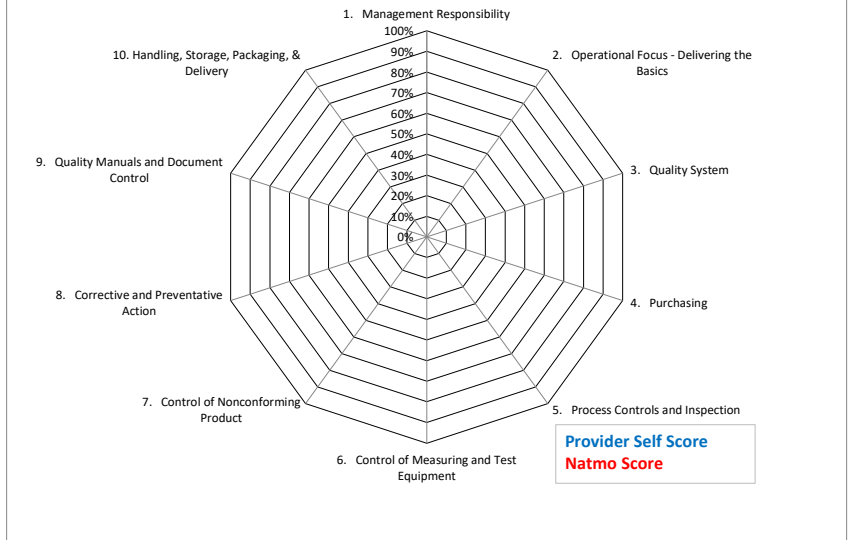 1. Management Responsibility
100%
90%
80%
70%
60%
50%
40%
30%
20%
10%
0%
2. Operational Focus - Delivering the
Basics
3. Quality System
4. Purchasing
5. Process Controls and Inspection
6. Control of Measuring and Test
Equipment
7. Control of Nonconforming
Product
8. Corrective and Preventative
Action
9. Quality Manuals and Document
Control
10. Handling, Storage, Packaging, &
Delivery
Provider Self Score
Natmo Score